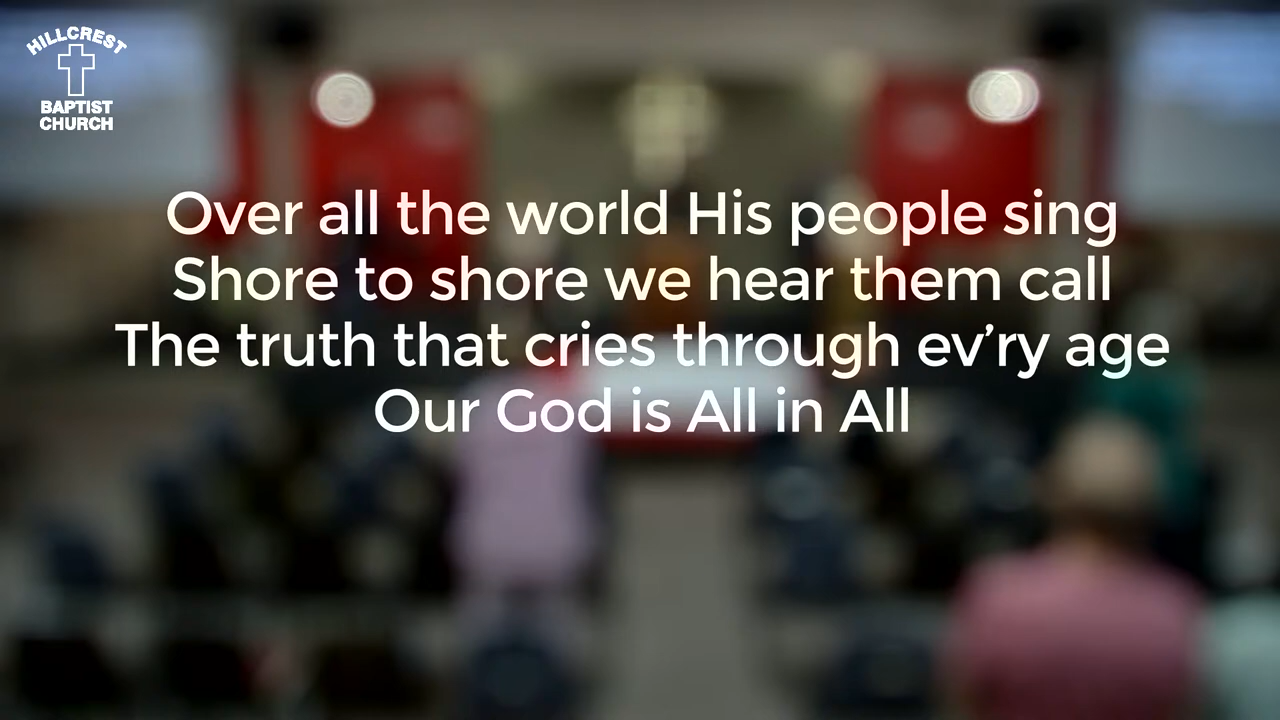 HILLCREST
BAPTIST
CHURCH
Over all the world His people sing
Shore to shore we hear them call
The truth that cries through ev’ry age
Our God is All in All